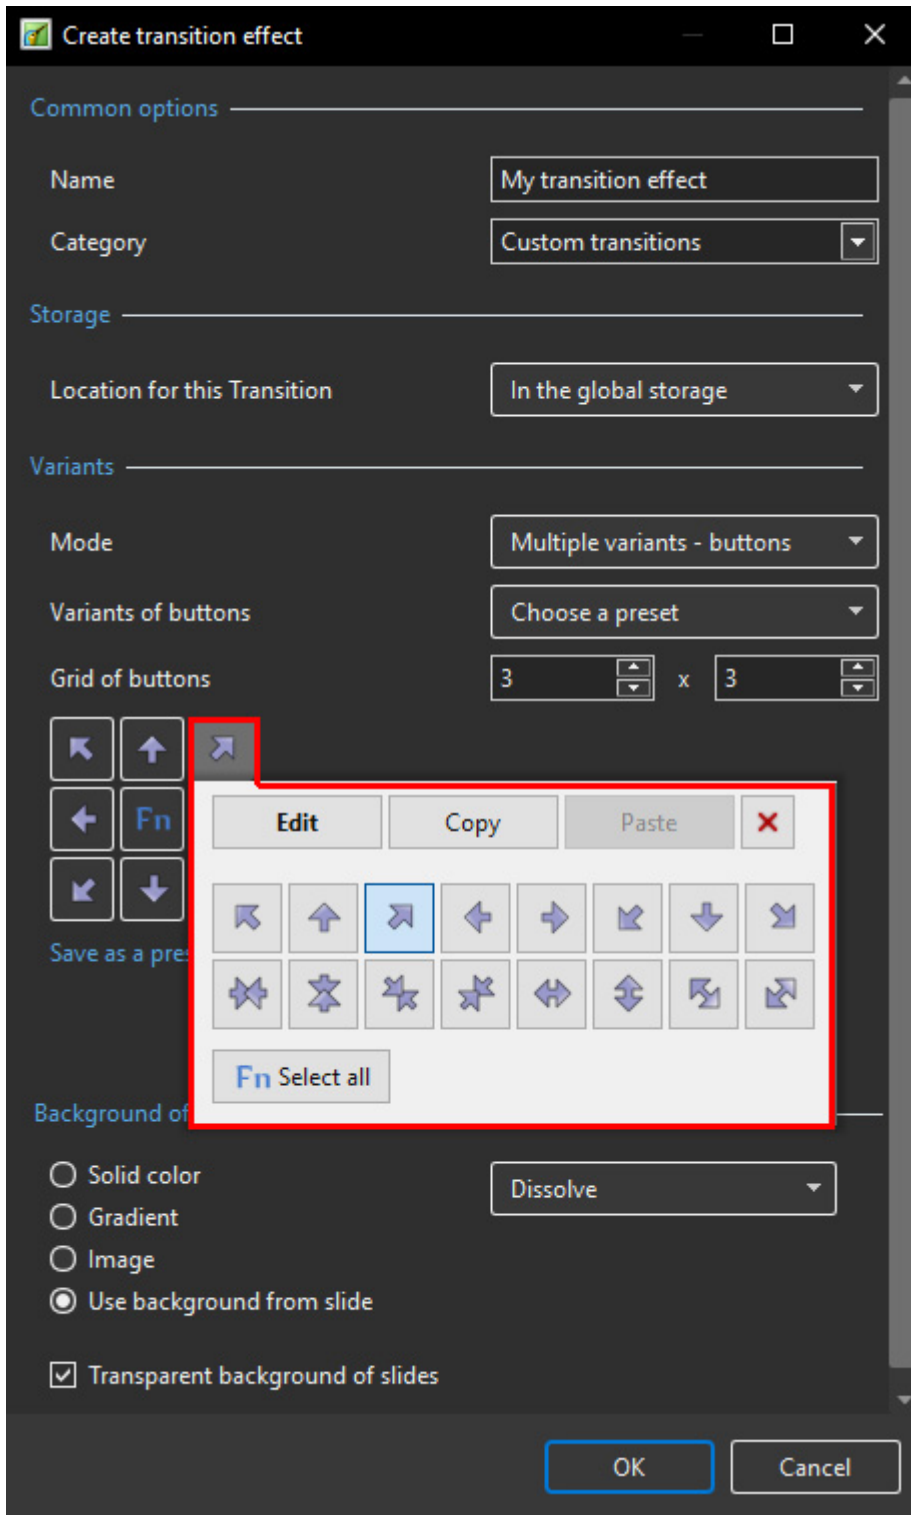 Create transition effect
Common options
Name
My transition effect
Category
Custom transitions
Storage
Location for this Transition
In the global storage
Variants
Mode
Multiple variants - buttons
Variants of buttons
Choose a preset
Grid of buttons
3 x 3
Edit Copy Paste
Fn
Save as a pres
Fn Select all
Background of
Solid color
Dissolve
Gradient
Image
Use background from slide
Transparent background of slides
OK Cancel